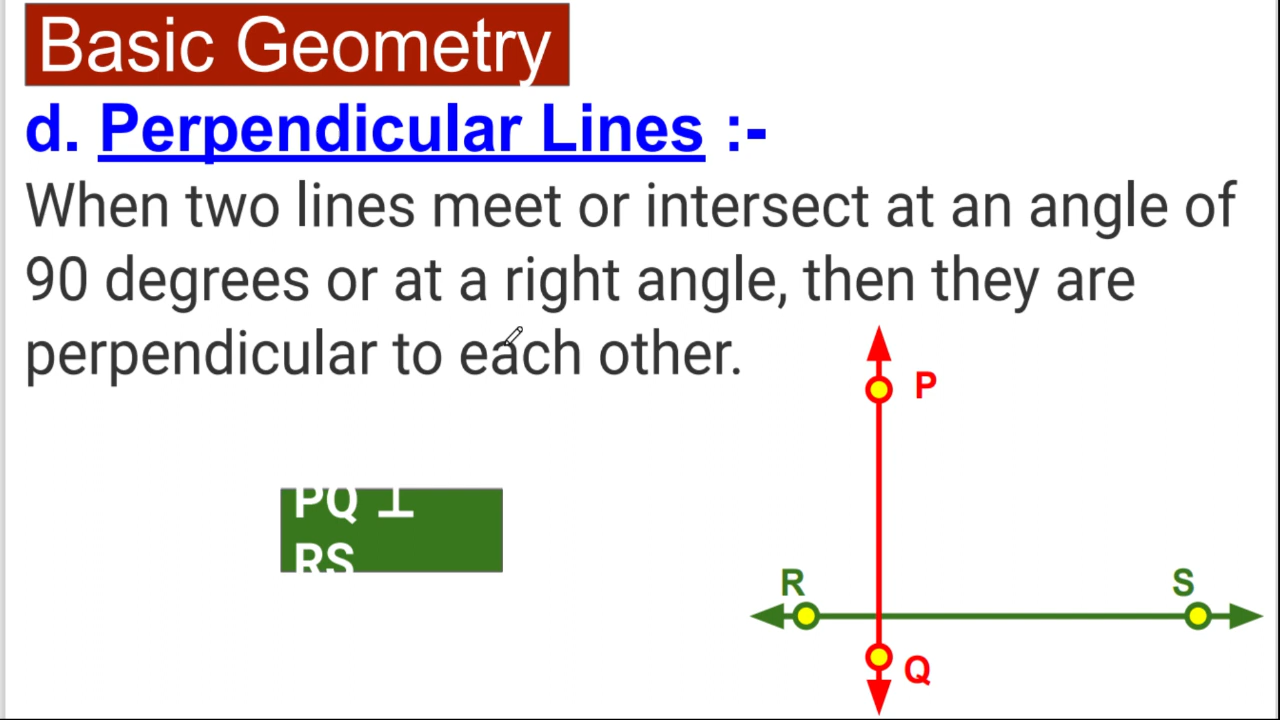 Basic Geometry
d. Perpendicular Lines :-
When two lines meet or intersect at an angle of
90 degrees or at a right angle, then they are
perpendicular to each other.
P
PQ ⊥
RS
R
S
Q